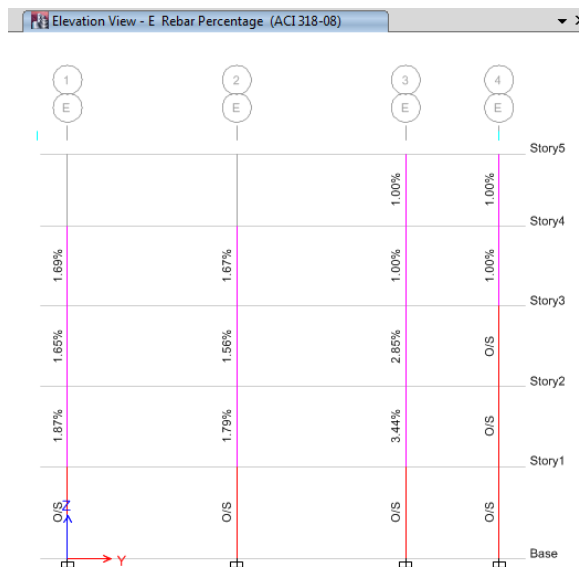 Elevation View - E Rebar Percentage (ACI 318-08)
1 2 3 4
E E E E
Story5
1.00% 1.00%
Story4
1.69% 1.67% 1.00% 1.00%
Story3
1.65% 1.56% 2.85% O/S
Story2
1.87% 1.79% 3.44% O/S
Story1
O/S O/S O/S O/S
Z
Base
Y